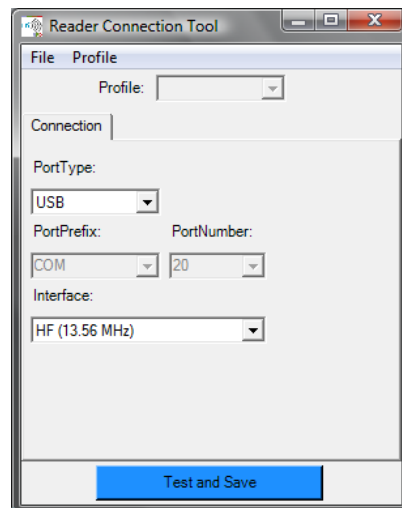 Reader Connection Tool
File Profile
Profile:
Connection
PortType:
USB
PortPrefix: PortNumber:
COM 20
Interface:
HF (13.56 MHz)
Test and Save